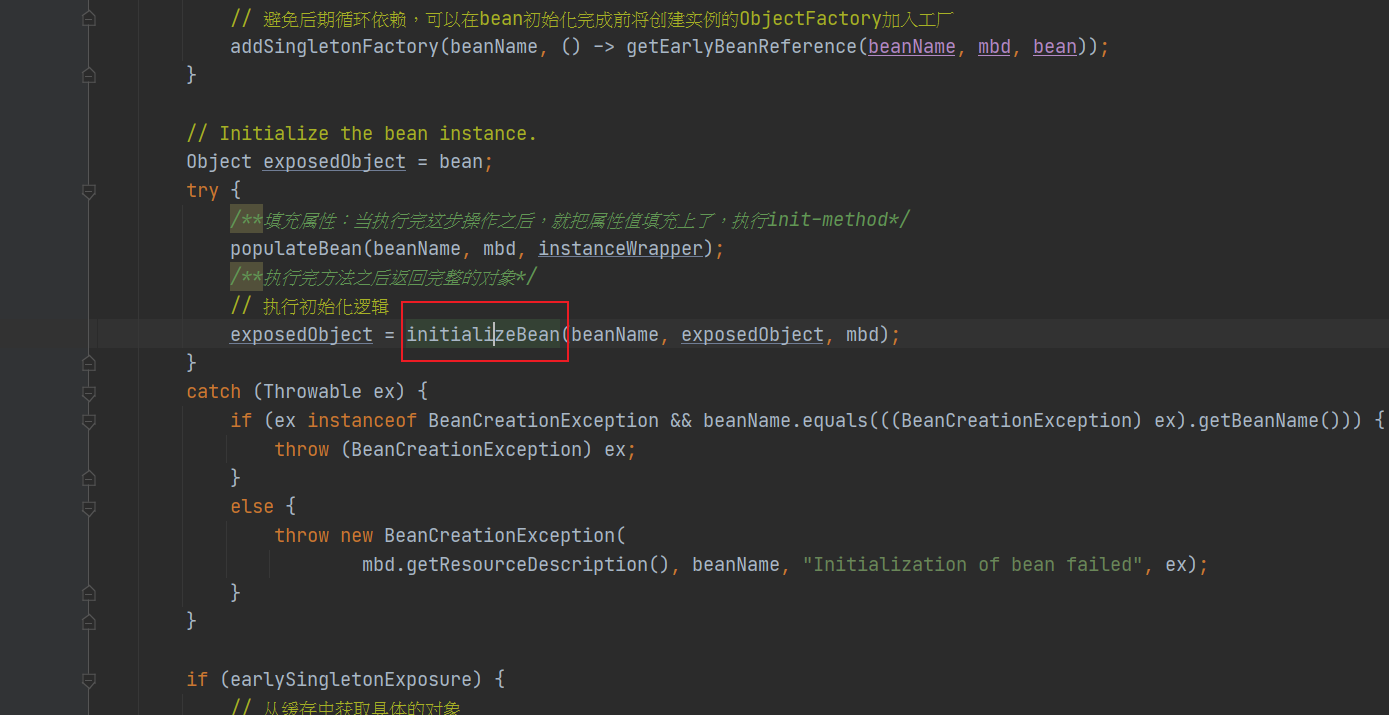 // 避免后期循环依赖，可以在bean初始化完成前将创建实例的ObjectFactory加入工厂
addSingletonFactory(beanName, () -> getEarlyBeanReference(beanName, mbd, bean));
}
// Initialize the bean instance.
Object exposedObject = bean;
try {
/**填充属性：当执行完这步操作之后，就把属性值填充上了，执行init-method*/
populateBean(beanName, mbd, instanceWrapper);
/**执行完方法之后返回完整的对象*/
// 执行初始化逻辑
exposedObject = initializeBean(beanName, exposedObject, mbd);
}
catch (Throwable ex) {
if (ex instanceof BeanCreationException && beanName.equals(((BeanCreationException) ex).getBeanName())) {
throw (BeanCreationException) ex;
}
else {
throw new BeanCreationException(
mbd.getResourceDescription(), beanName, "Initialization of bean failed", ex);
}
}
if (earlySingletonExposure) {
// 从缓存中获取具体的对象